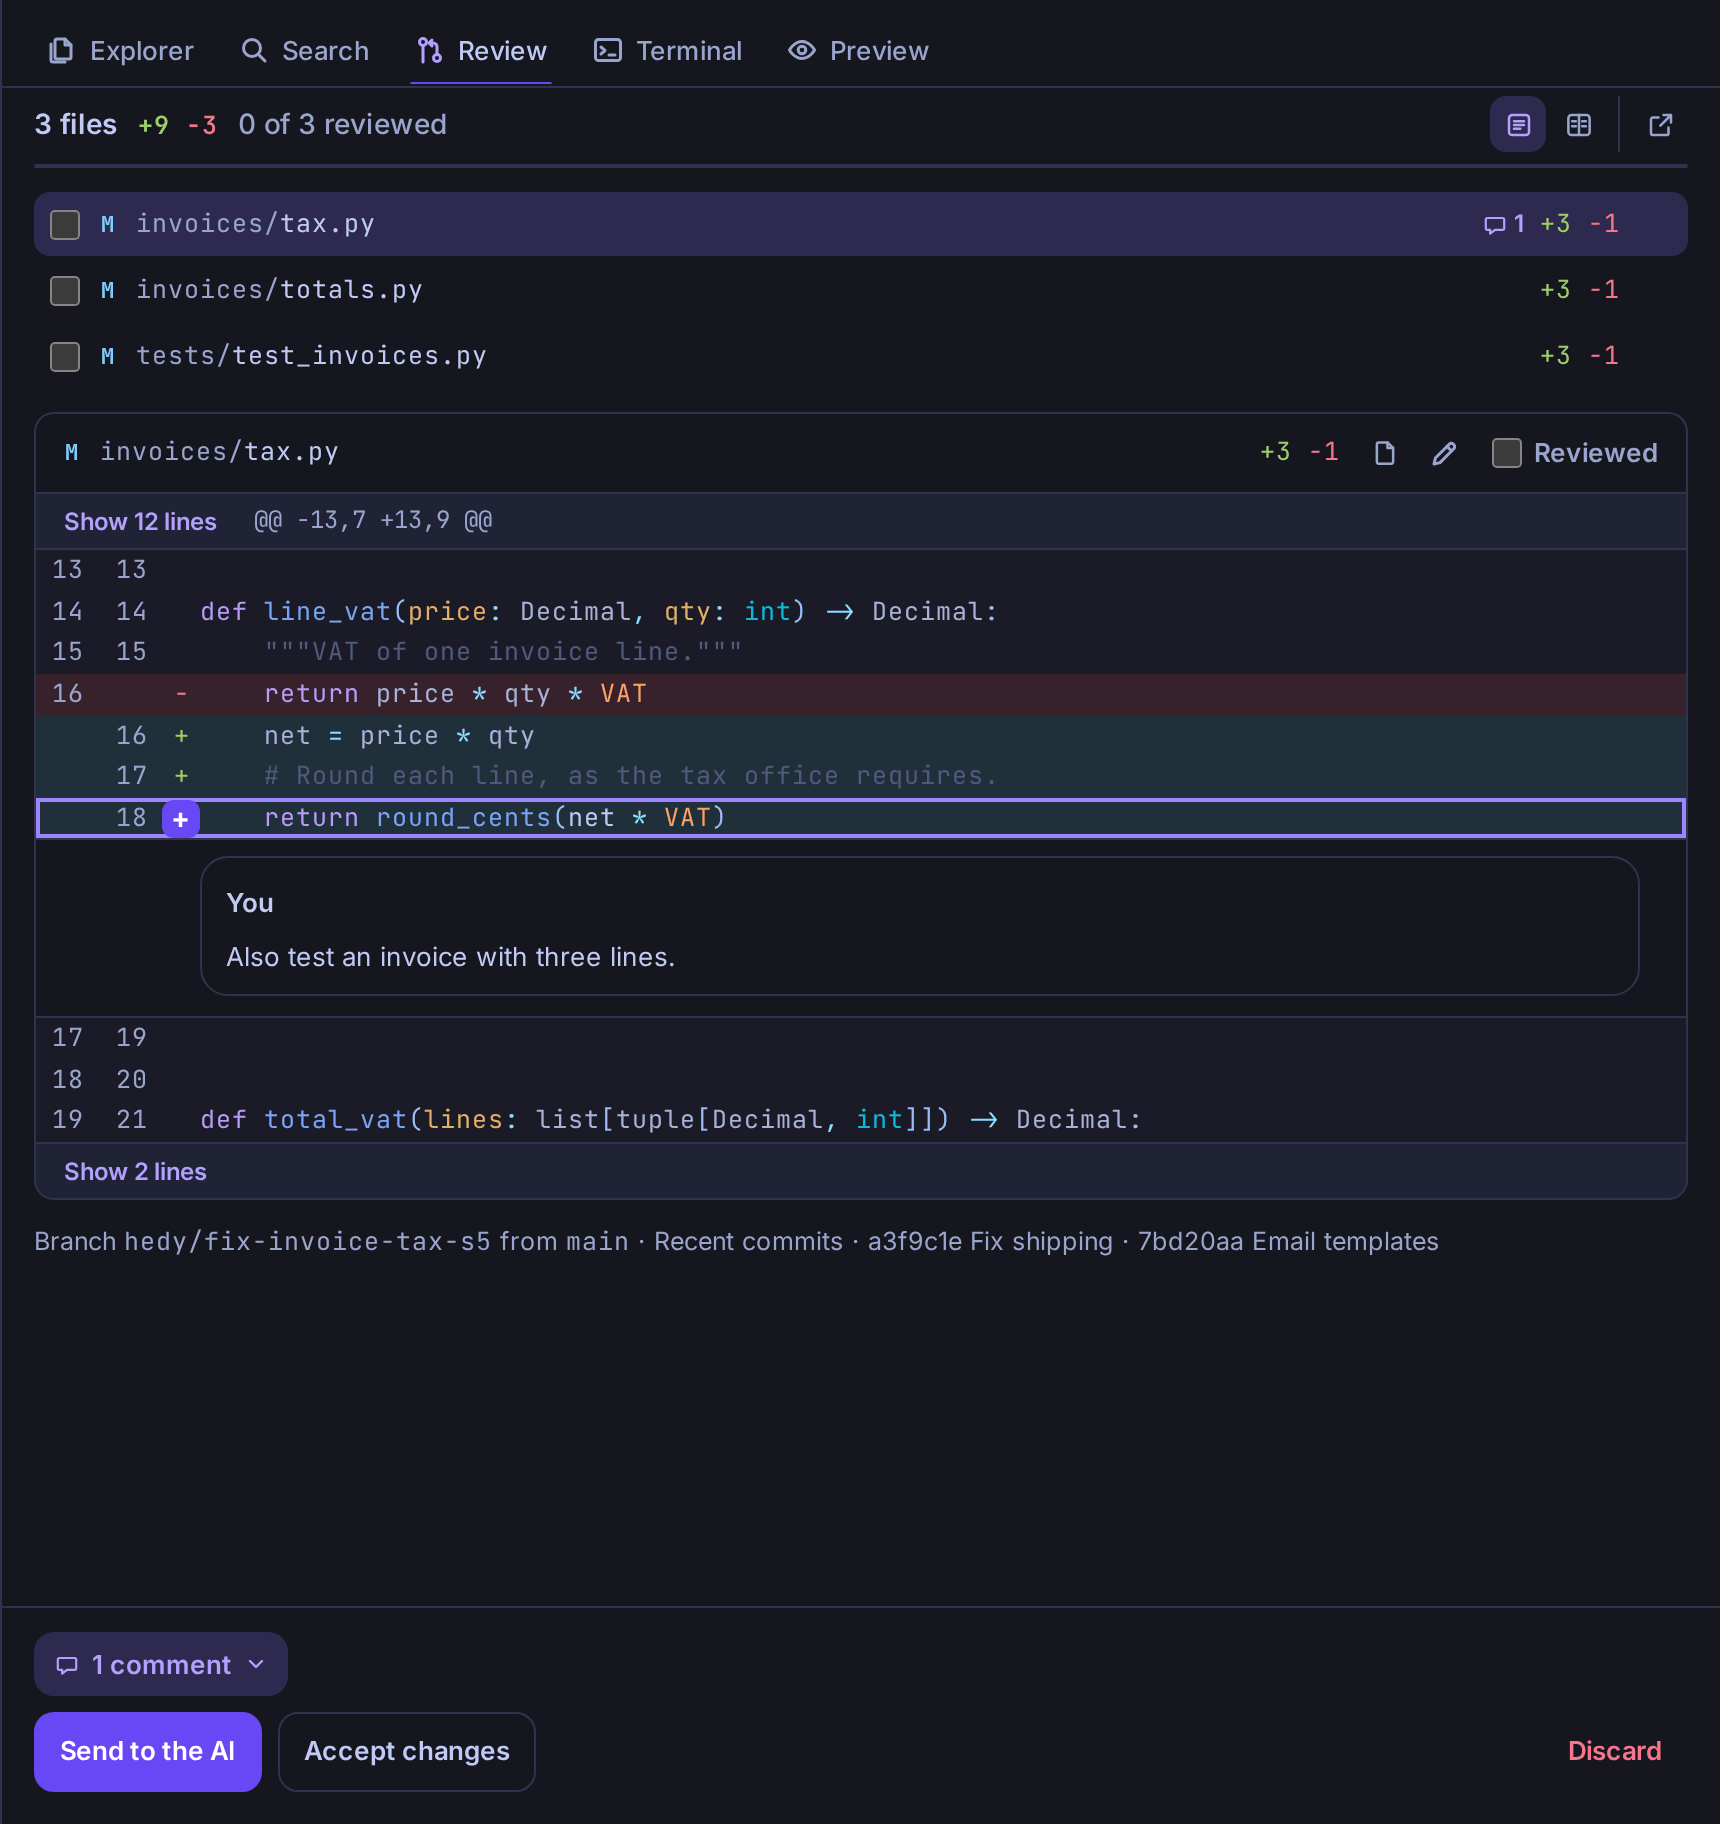 Explorer Search Review Terminal Preview
3 files +9 -3 0 of 3 reviewed
M invoices/tax.py 1 +3 -1
M invoices/totals.py +3 -1
M tests/test_invoices.py +3 -1
M invoices/tax.py +3 -1 Reviewed
Show 12 lines @@ -13,7 +13,9 @@
13 13
14 14 def line_vat(price: Decimal, qty: int) -> Decimal:
15 15 """VAT of one invoice line."""
16 - return price * qty * VAT
16 + net = price * qty
17 + # Round each line, as the tax office requires.
18 + return round_cents(net * VAT)
You
Also test an invoice with three lines.
17 19
18 20
19 21 def total_vat(lines: list[tuple[Decimal, int]]) -> Decimal:
Show 2 lines
Branch hedy/fix-invoice-tax-s5 from main · Recent commits · a3f9c1e Fix shipping · 7bd20aa Email templates
1 comment
Send to the AI Accept changes Discard